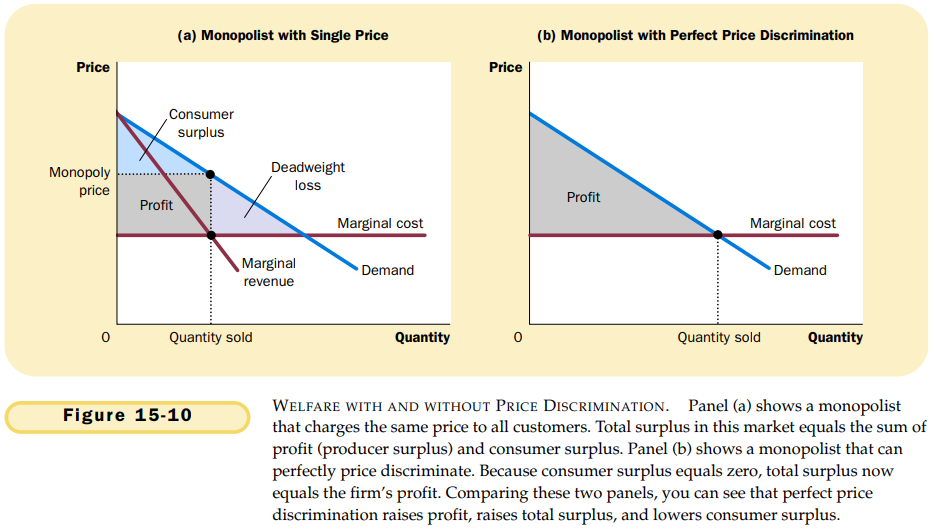 (a) Monopolist with Single Price
Price
Consumer
surplus
Monopoly
price
Deadweight
loss
Profit
Marginal cost
Marginal
revenue
Demand
0
Quantity sold
Quantity
(b) Monopolist with Perfect Price Discrimination
Price
Profit
Marginal cost
Demand
0
Quantity sold
Quantity
Figure 15-10
WELFARE WITH AND WITHOUT PRICE DISCRIMINATION. Panel (a) shows a monopolist
that charges the same price to all customers. Total surplus in this market equals the sum of
profit (producer surplus) and consumer surplus. Panel (b) shows a monopolist that can
perfectly price discriminate. Because consumer surplus equals zero, total surplus now
equals the firm's profit. Comparing these two panels, you can see that perfect price
discrimination raises profit, raises total surplus, and lowers consumer surplus.